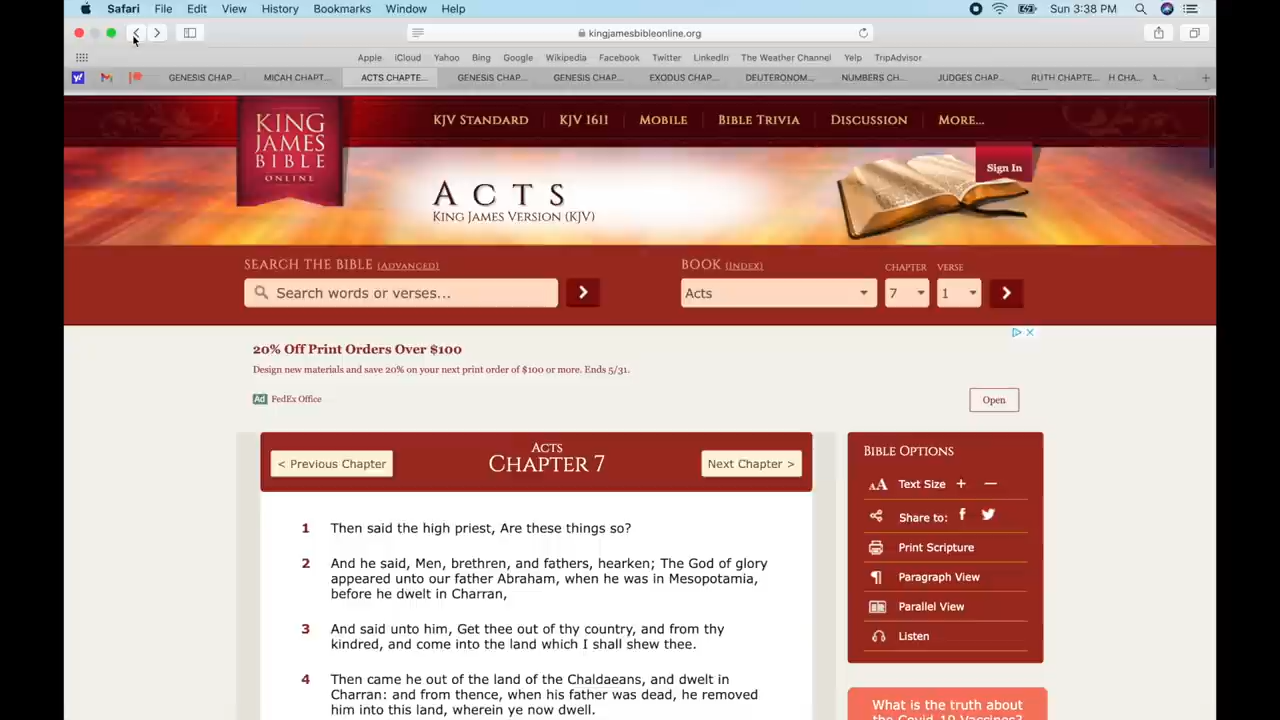 Safari File Edit View History Bookmarks Window Help Sun 3:38 PM
kingjamesbibleonline.org
Apple iCloud Yahoo Bing Google Wikipedia Facebook Twitter LinkedIn The Weather Channel Yelp TripAdvisor
GENESIS CHAP... MICAH CHAPT... ACTS CHAPTE... GENESIS CHAP... GENESIS CHAP... EXODUS CHAP... DEUTERONOM... NUMBERS CH... JUDGES CHAP... RUTH CHAPTE... H CHA...
KING
JAMES
BIBLE
ONLINE
KJV STANDARD KJV 1611 MOBILE BIBLE TRIVIA DISCUSSION MORE...
Sign In
ACTS
KING JAMES VERSION (KJV)
SEARCH THE BIBLE (ADVANCED)
Search words or verses...
BOOK (INDEX) CHAPTER VERSE
Acts 7 1
20% Off Print Orders Over $100
Design new materials and save 20% on your next print order of $100 or more. Ends 5/31.
Ad FedEx Office
Open
< Previous Chapter
ACTS
CHAPTER 7
Next Chapter >
1 Then said the high priest, Are these things so?
2 And he said, Men, brethren, and fathers, hearken; The God of glory
appeared unto our father Abraham, when he was in Mesopotamia,
before he dwelt in Charran,
3 And said unto him, Get thee out of thy country, and from thy
kindred, and come into the land which I shall shew thee.
4 Then came he out of the land of the Chaldaeans, and dwelt in
Charran: and from thence, when his father was dead, he removed
him into this land, wherein ye now dwell.
BIBLE OPTIONS
AA Text Size + −
Share to:
Print Scripture
Paragraph View
Parallel View
Listen
What is the truth about
the Covid-19 Vaccines?